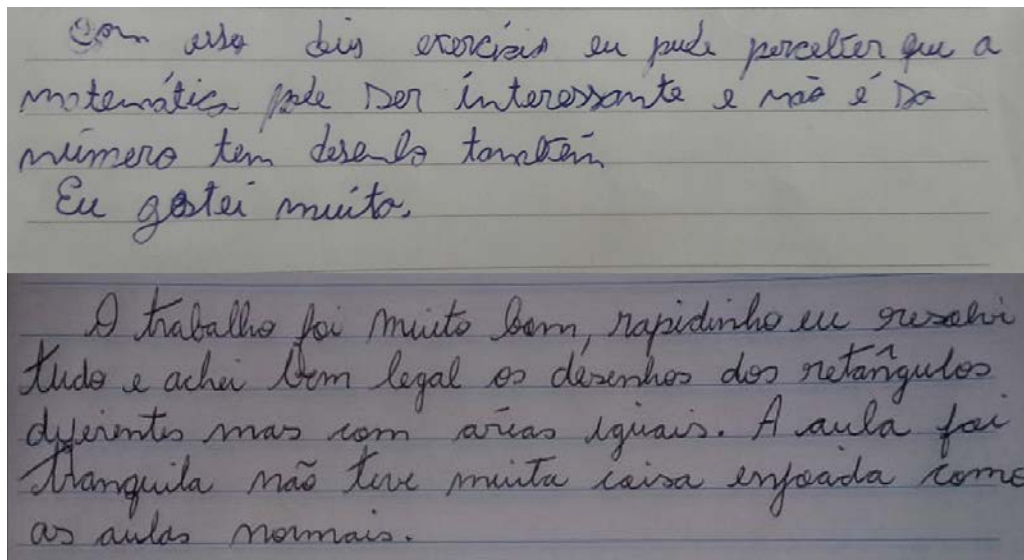 Com esses dois exercícios eu pude perceber que a
matemática pode ser interessante e não é so
número tem desenho também
Eu gostei muito.
O trabalho foi muito bom, rapidinho eu resolvi
tudo e achei bem legal os desenhos dos retângulos
diferentes mas com áreas iguais. A aula foi
tranquila não teve muita coisa enjoada como
as aulas normais.